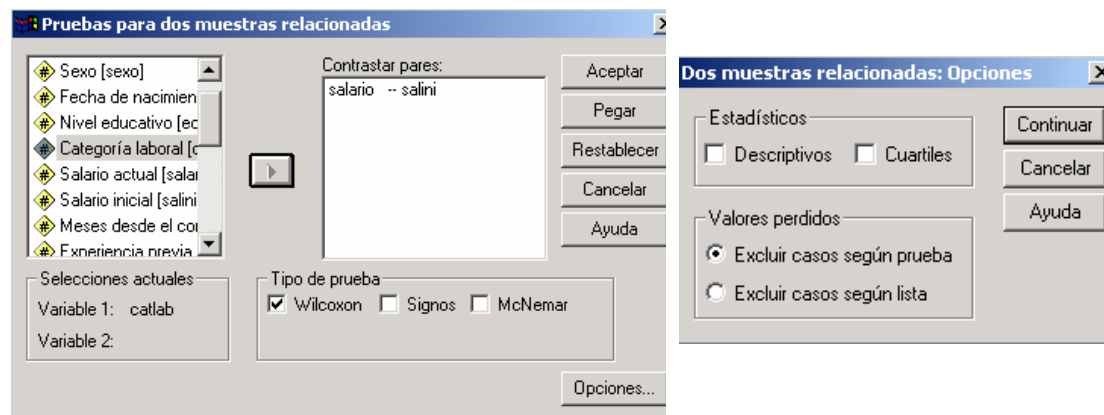 Pruebas para dos muestras relacionadas
Sexo [sexo]
Fecha de nacimien
Nivel educativo [ec
Categoría laboral [c
Salario actual [salar
Salario inicial [salini
Meses desde el cor
Experiencia previa
Contrastar pares:
salario -- salini
Aceptar
Pegar
Restablecer
Cancelar
Ayuda
Selecciones actuales
Variable 1: catlab
Variable 2:
Tipo de prueba
Wilcoxon Signos McNemar
Opciones...
Dos muestras relacionadas: Opciones
Estadísticos
Descriptivos Cuartiles
Valores perdidos
Excluir casos según prueba
Excluir casos según lista
Continuar
Cancelar
Ayuda